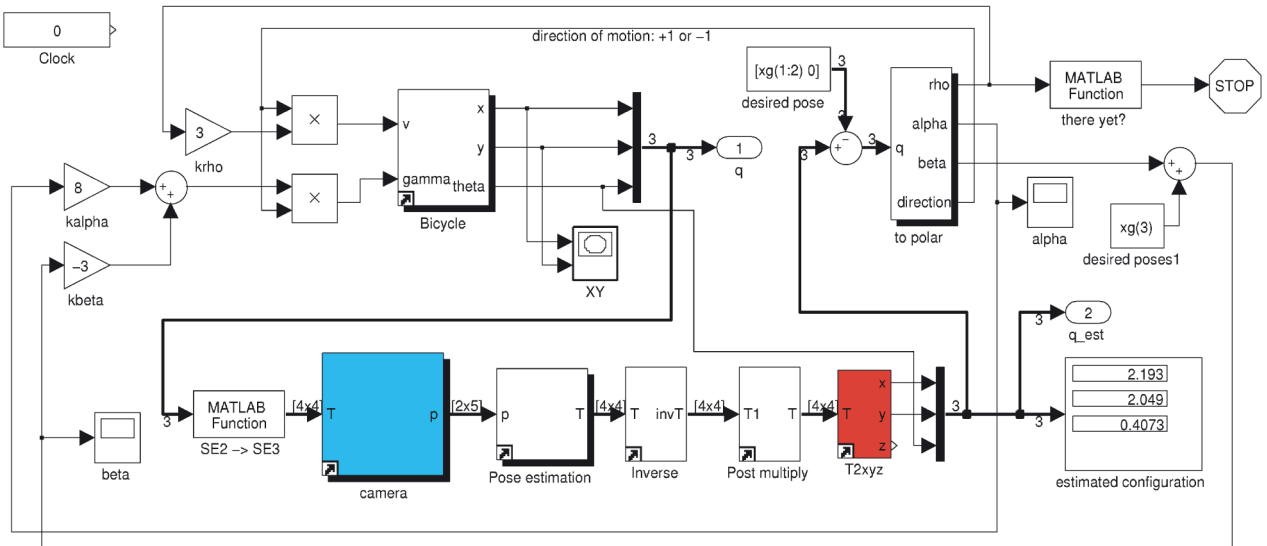 0
Clock
direction of motion: +1 or −1
[xg(1:2) 0]
3
desired pose
3
rho
alpha
beta
direction
q
to polar
3
3
+
−
MATLAB
Function
there yet?
STOP
3
krho
×
×
v
gamma
x
y
theta
Bicycle
3
3
1
q
8
kalpha
+
+
−3
kbeta
XY
alpha
+
+
xg(3)
desired poses1
3
2
q_est
3
MATLAB
Function
SE2 −> SE3
[4x4]
T
p
camera
[2x5]
p
T
Pose estimation
[4x4]
T
invT
Inverse
[4x4]
T1
T
Post multiply
[4x4]
T
x
y
z
T2xyz
3
3
2.193
2.049
0.4073
estimated configuration
beta